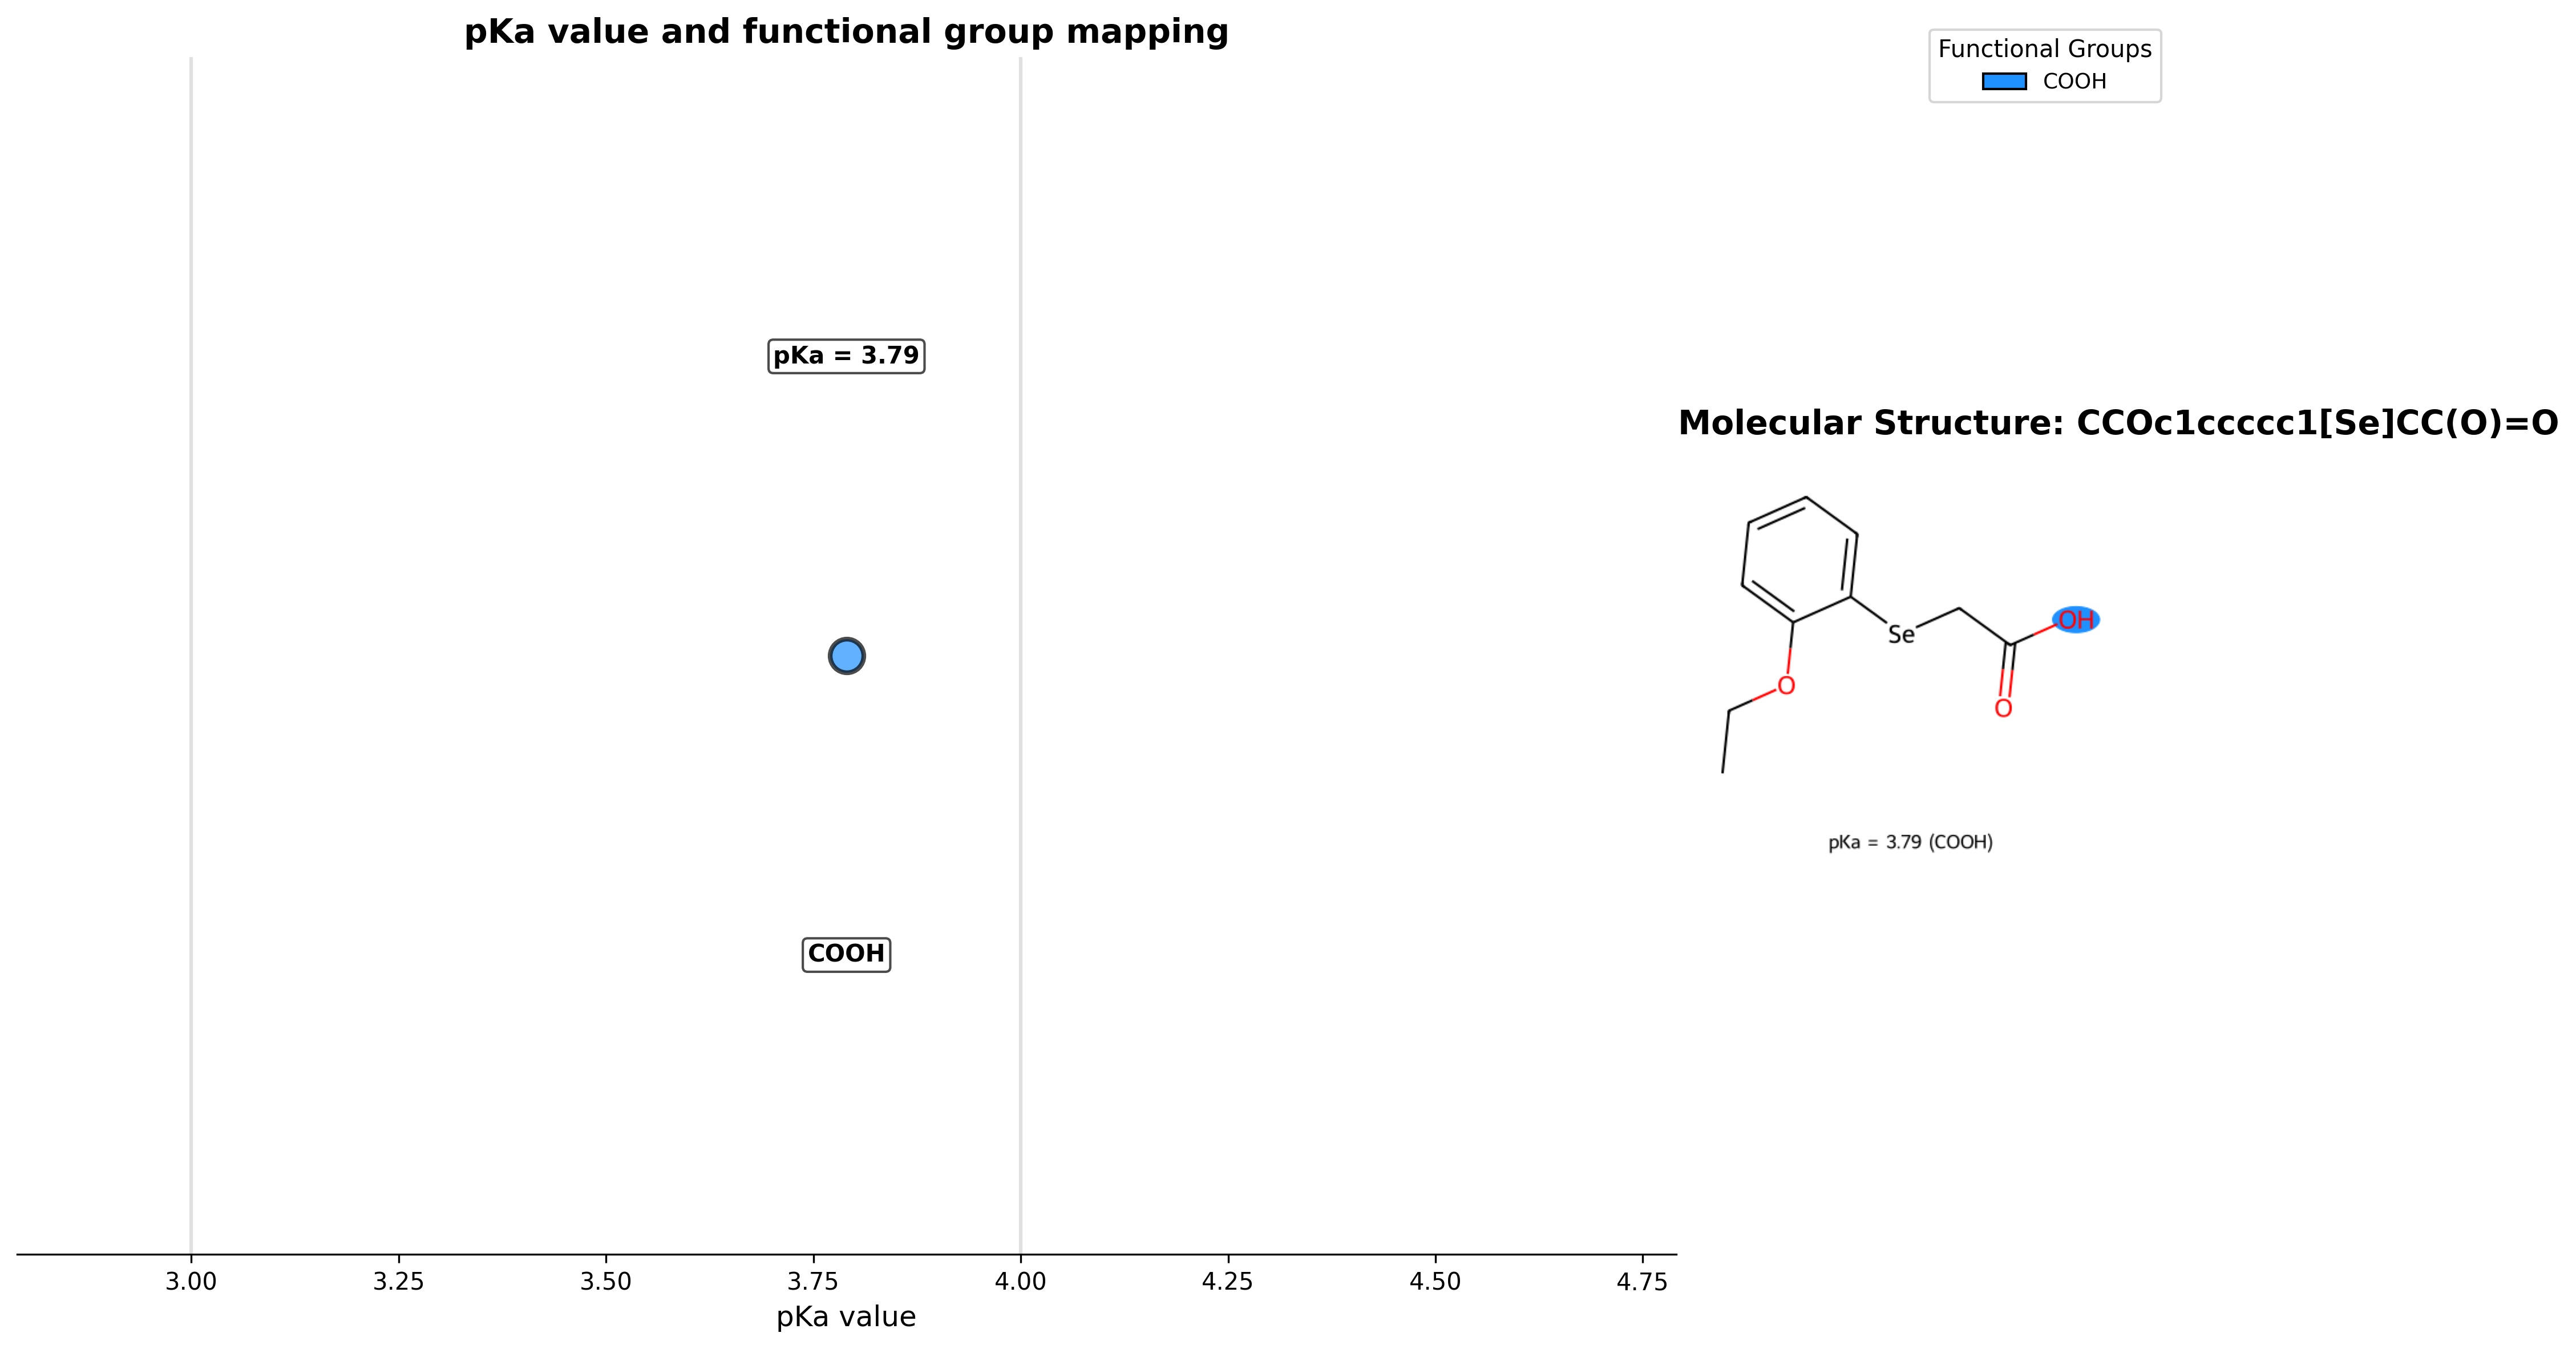 pKa value and functional group mapping
pKa = 3.79
COOH
3.00 3.25 3.50 3.75 4.00 4.25 4.50 4.75
pKa value
Functional Groups
COOH
Molecular Structure: CCOc1ccccc1[Se]CC(O)=O
Se
OH
O
O
pKa = 3.79 (COOH)